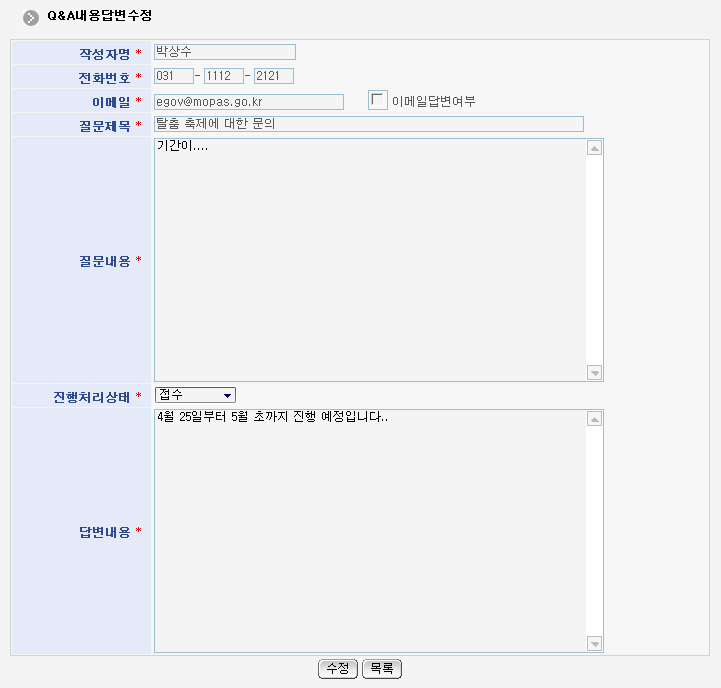 Q&A내용답변수정
작성자명 * 박상수
전화번호 * 031 - 1112 - 2121
이메일 * egov@mopas.go.kr 이메일답변여부
질문제목 * 탈춤 축제에 대한 문의
질문내용 * 기간이....
진행처리상태 * 접수
답변내용 * 4월 25일부터 5월 초까지 진행 예정입니다..
수정 목록